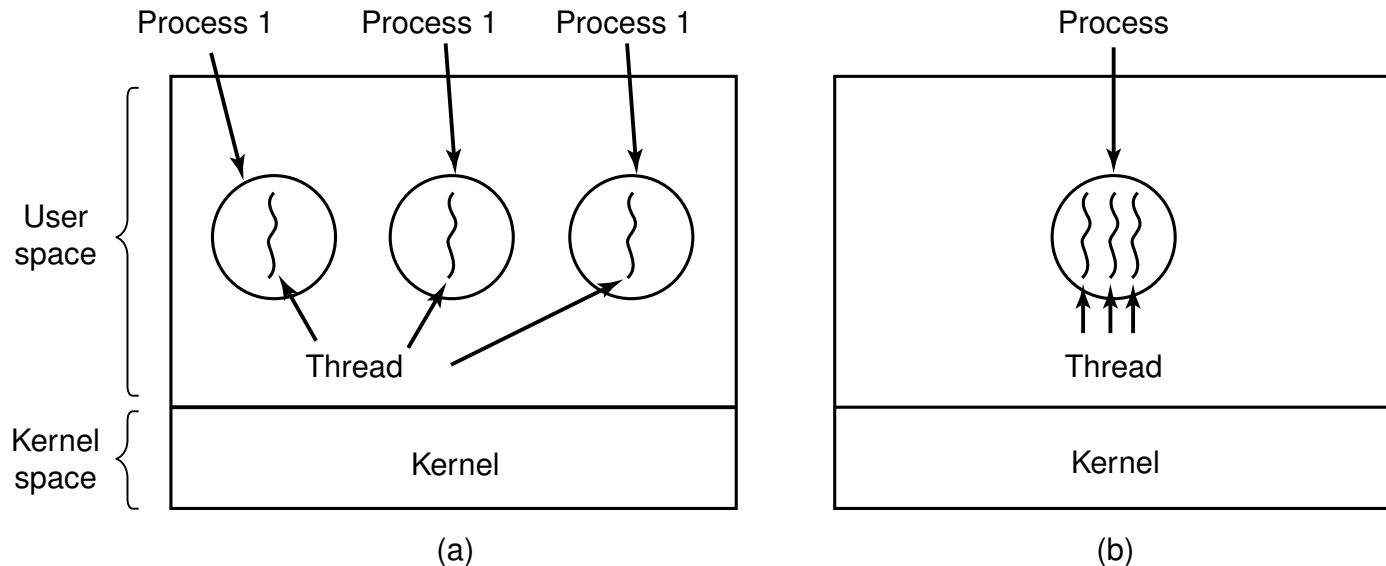 Process 1
Process 1
Process 1
Process
User
space
Thread
Thread
Kernel
space
Kernel
Kernel
(a)
(b)